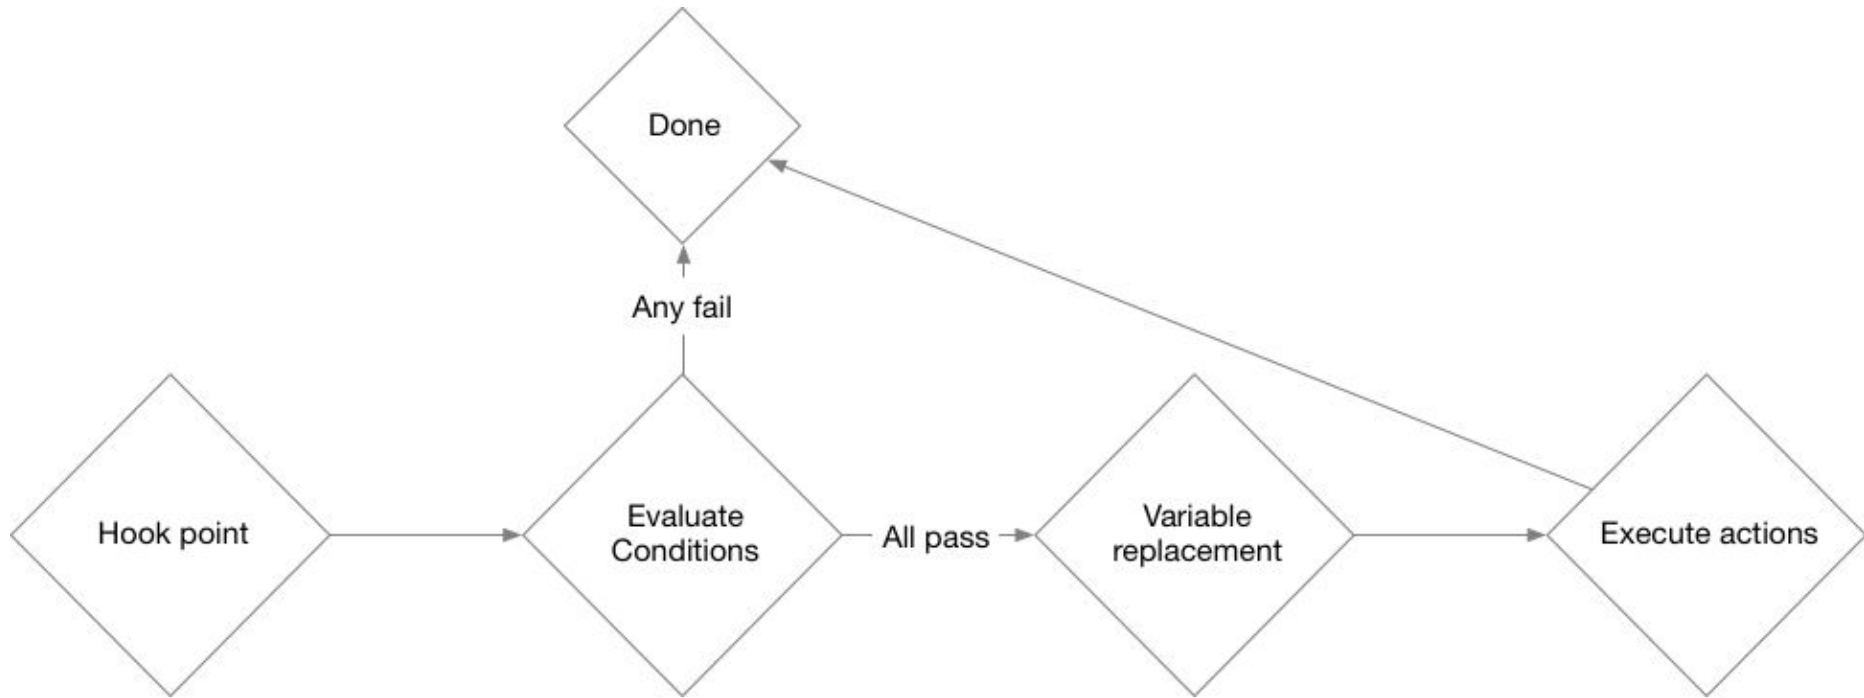 Done
Any fail
Hook point
Evaluate
Conditions
All pass
Variable
replacement
Execute actions